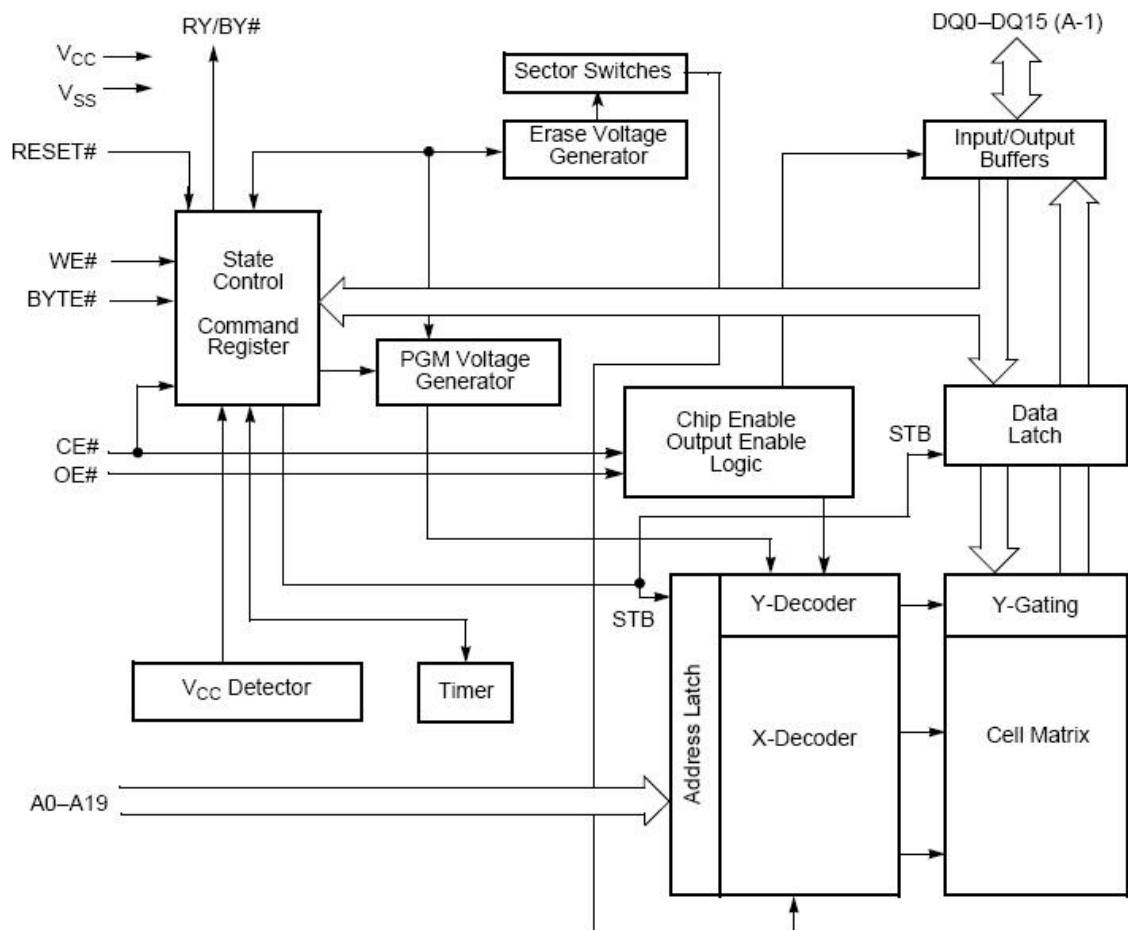 RY/BY#
DQ0–DQ15 (A-1)
VCC
VSS
Sector Switches
RESET#
Erase Voltage
Generator
Input/Output
Buffers
WE#
BYTE#
State
Control
Command
Register
PGM Voltage
Generator
CE#
OE#
Chip Enable
Output Enable
Logic
STB
Data
Latch
STB
Y-Decoder
Y-Gating
VCC Detector
Timer
Address Latch
X-Decoder
Cell Matrix
A0–A19